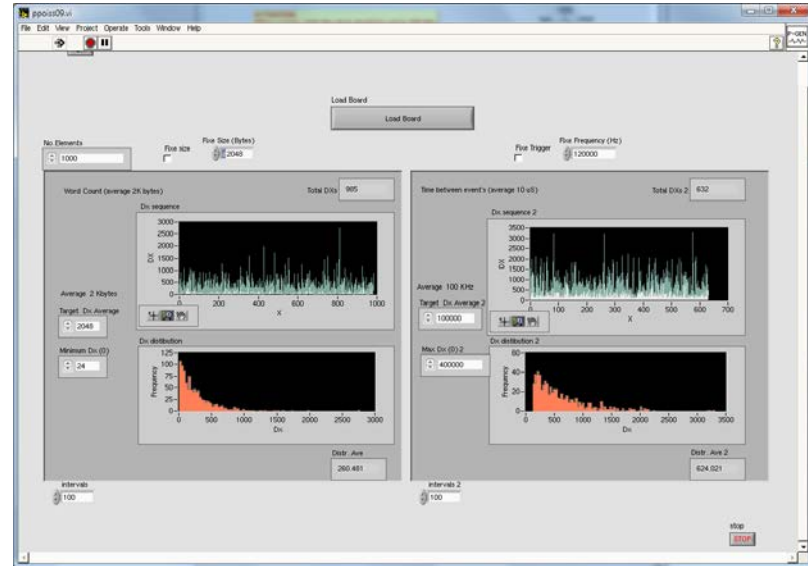 ppoiss09.vi
File Edit View Project Operate Tools Window Help
P-GEN
Load Board
Load Board
No.Elements
1000
Fixe size
Fixe Size (Bytes)
2048
Fixe Trigger
Fixe Frequency (Hz)
120000
Word Count (average 2K bytes)
Total DXs
985
Dx sequence
3000
2500
2000
1500
1000
500
0
DX
0 200 400 600 800 1000
X
Average 2 Kbytes
Target Dx Average
2048
Minimum Dx (0)
24
Dx distibution
125
100
75
50
25
0
Frequency
0 500 1000 1500 2000 2500 3000
Dx
Distr. Ave
260.481
intervals
100
Time between event's (average 10 uS)
Total DXs 2
632
Dx sequence 2
3500
3000
2500
2000
1500
1000
500
0
DX
0 100 200 300 400 500 600 700
X
Average 100 KHz
Target Dx Average 2
100000
Max Dx (0) 2
400000
Dx distibution 2
60
40
20
0
Frequency
0 500 1000 1500 2000 2500 3000 3500
Dx
Distr. Ave 2
624.021
intervals 2
100
stop
STOP